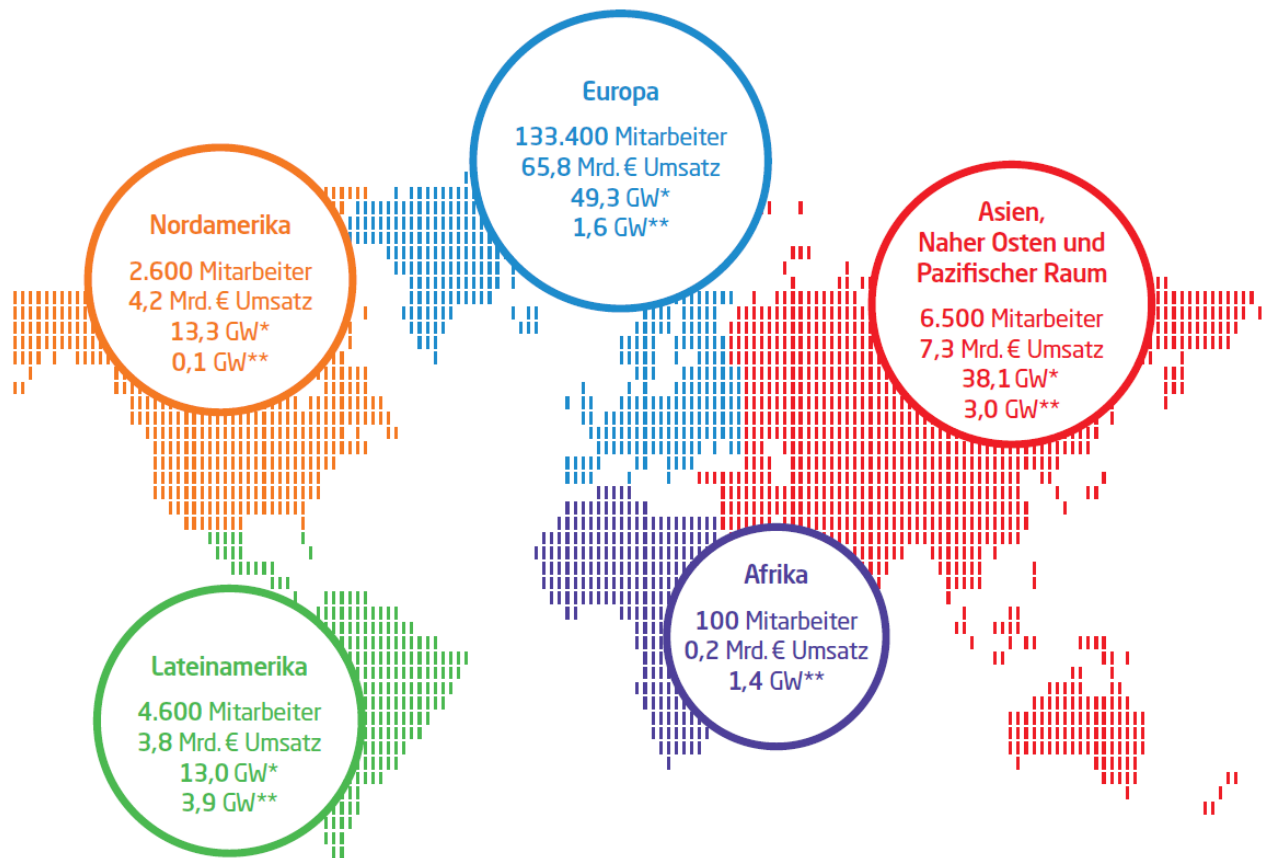 Europa
133.400 Mitarbeiter
65,8 Mrd. € Umsatz
49,3 GW*
1,6 GW**
Nordamerika
2.600 Mitarbeiter
4,2 Mrd. € Umsatz
13,3 GW*
0,1 GW**
Asien,
Naher Osten und
Pazifischer Raum
6.500 Mitarbeiter
7,3 Mrd. € Umsatz
38,1 GW*
3,0 GW**
Afrika
100 Mitarbeiter
0,2 Mrd. € Umsatz
1,4 GW**
Lateinamerika
4.600 Mitarbeiter
3,8 Mrd. € Umsatz
13,0 GW*
3,9 GW**